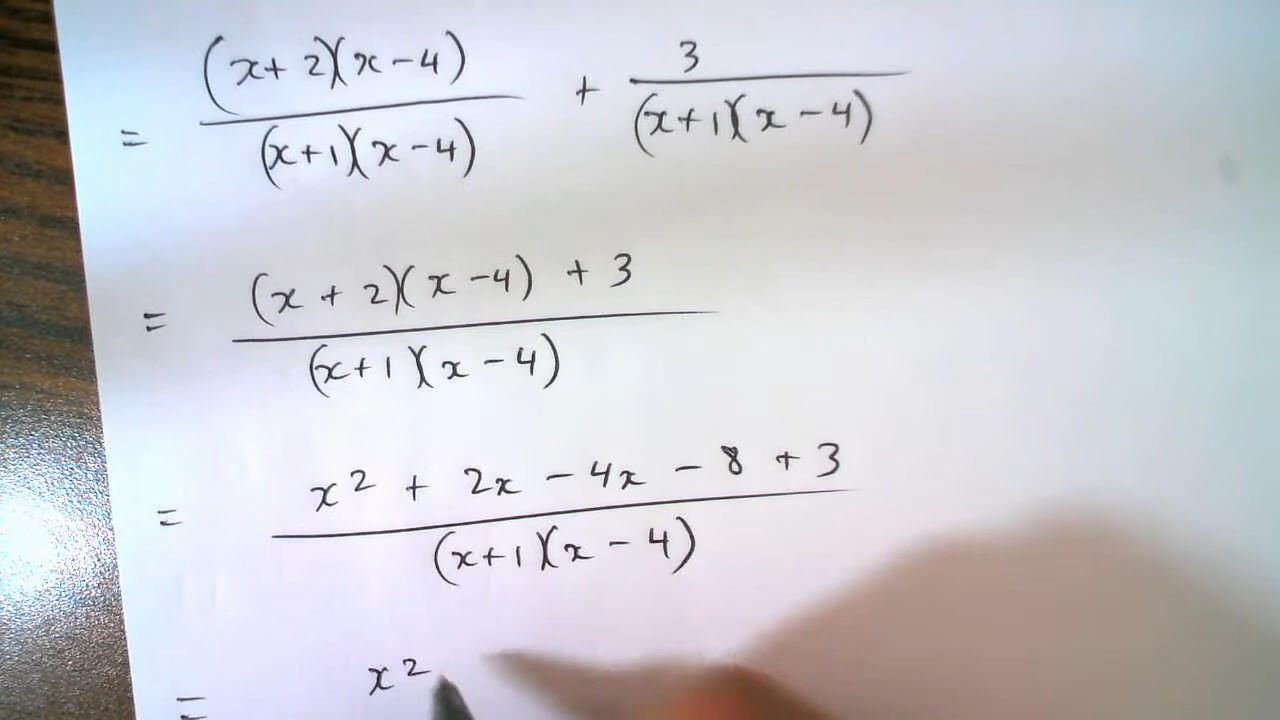 = (x+2)(x-4)/(x+1)(x-4) + 3/(x+1)(x-4)
= (x+2)(x-4)+3/(x+1)(x-4)
= x²+2x-4x-8+3/(x+1)(x-4)
= x²